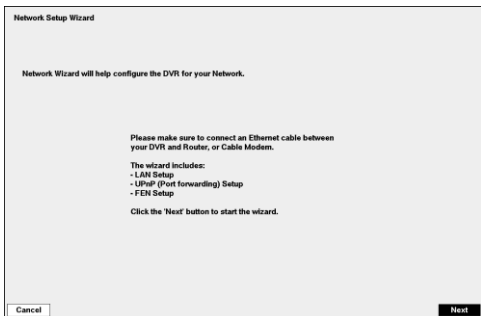 Network Setup Wizard
Network Wizard will help configure the DVR for your Network.
Please make sure to connect an Ethernet cable between
your DVR and Router, or Cable Modem.
The wizard includes:
- LAN Setup
- UPnP (Port forwarding) Setup
- FEN Setup
Click the 'Next' button to start the wizard.
Cancel
Next